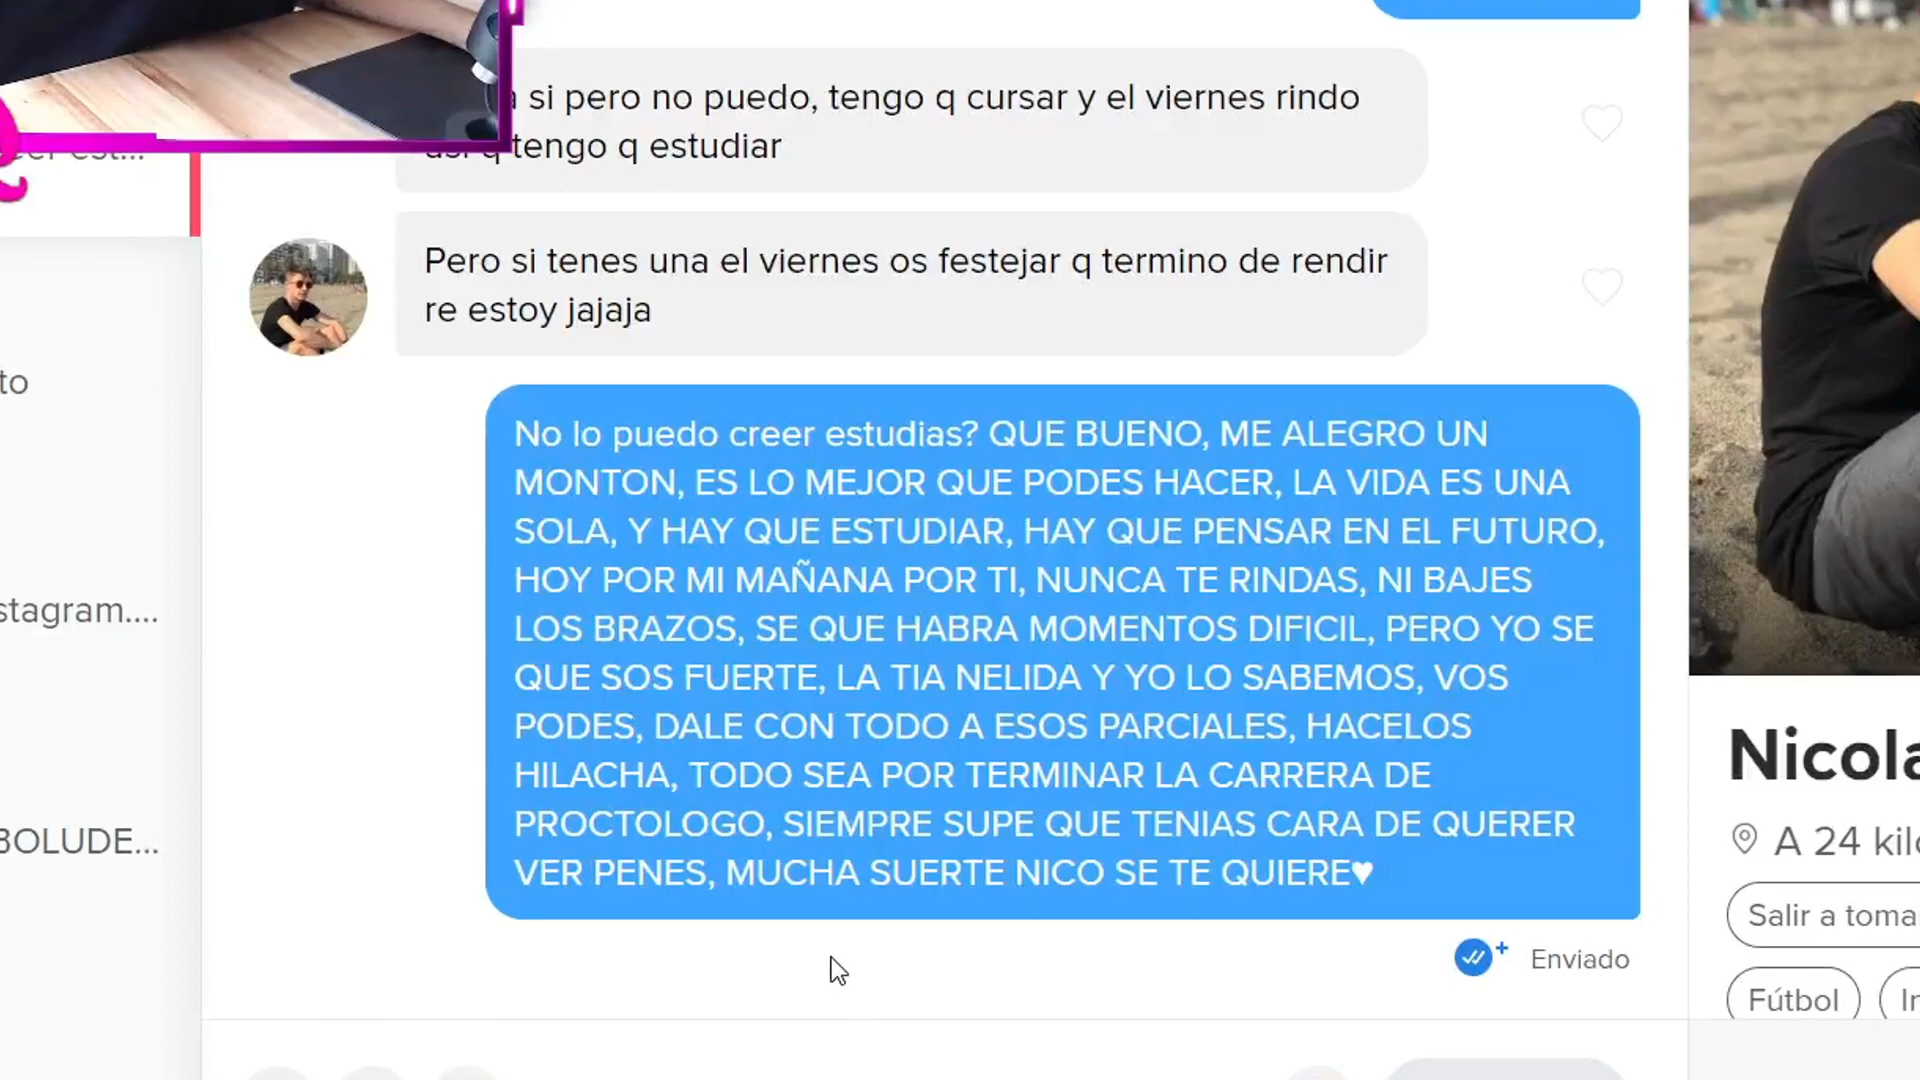 si pero no puedo, tengo q cursar y el viernes rindo
asi q tengo q estudiar
Pero si tenes una el viernes os festejar q termino de rendir
re estoy jajaja
to
stagram....
BOLUDE...
No lo puedo creer estudias? QUE BUENO, ME ALEGRO UN
MONTON, ES LO MEJOR QUE PODES HACER, LA VIDA ES UNA
SOLA, Y HAY QUE ESTUDIAR, HAY QUE PENSAR EN EL FUTURO,
HOY POR MI MAÑANA POR TI, NUNCA TE RINDAS, NI BAJES
LOS BRAZOS, SE QUE HABRA MOMENTOS DIFICIL, PERO YO SE
QUE SOS FUERTE, LA TIA NELIDA Y YO LO SABEMOS, VOS
PODES, DALE CON TODO A ESOS PARCIALES, HACELOS
HILACHA, TODO SEA POR TERMINAR LA CARRERA DE
PROCTOLOGO, SIEMPRE SUPE QUE TENIAS CARA DE QUERER
VER PENES, MUCHA SUERTE NICO SE TE QUIERE♥
Enviado
Nicola
A 24 kilo
Salir a toma
Fútbol
In